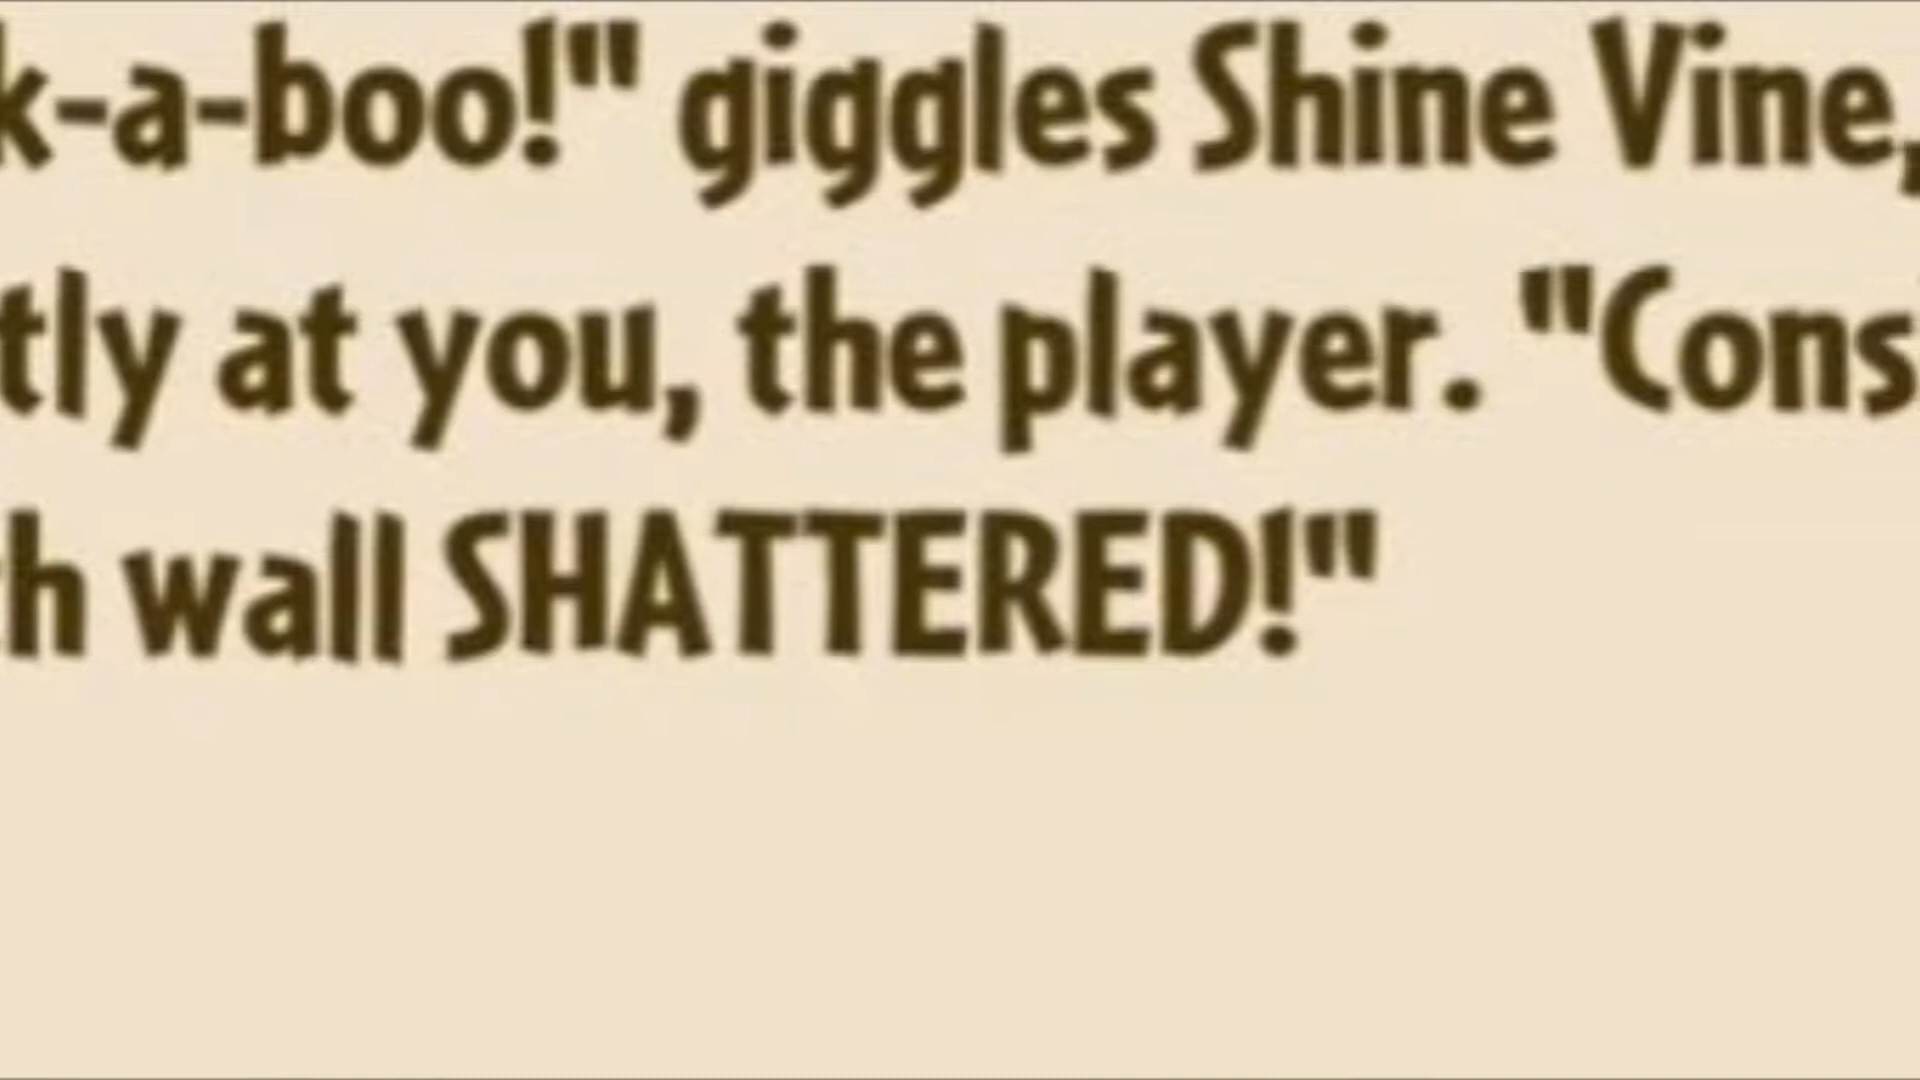 k-a-boo!" giggles Shine Vine,
tly at you, the player. "Cons
h wall SHATTERED!"